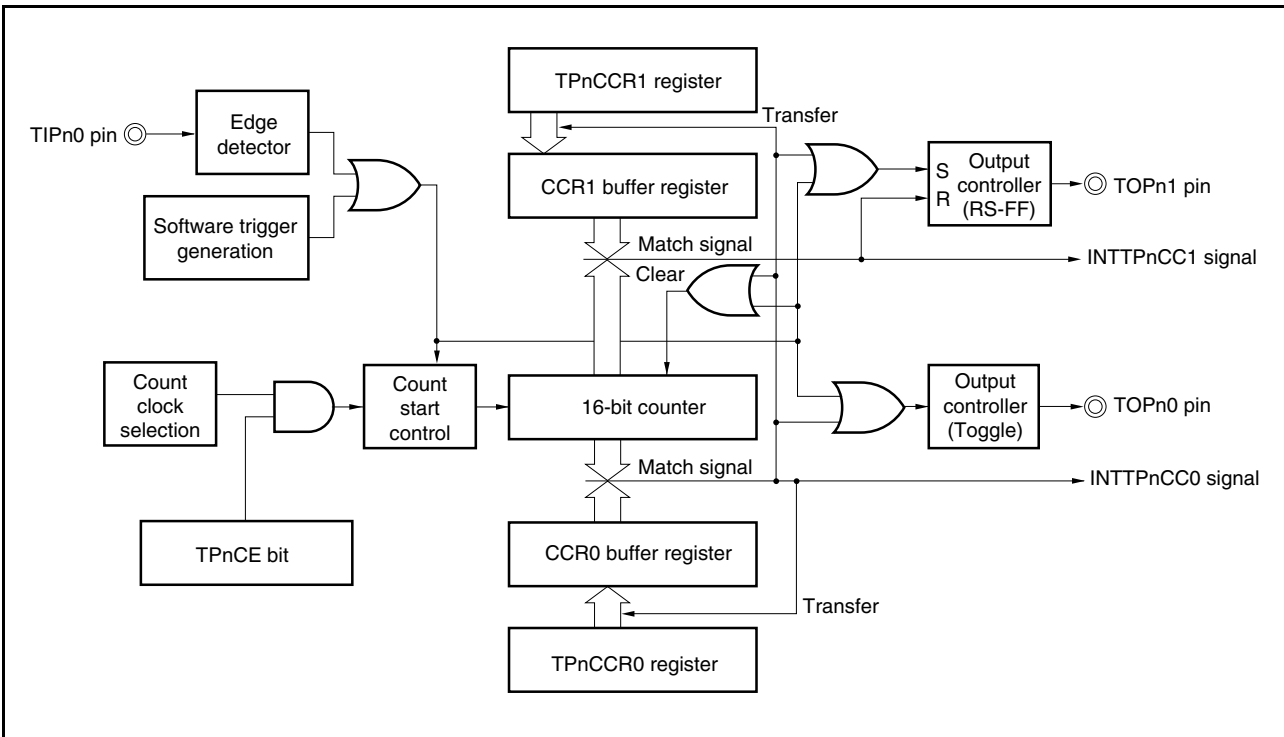 TPnCCR1 register
Transfer
TIPn0 pin
Edge
detector
CCR1 buffer register
S
R
Output
controller
(RS-FF)
TOPn1 pin
Software trigger
generation
Match signal
INTTPnCC1 signal
Clear
Count
clock
selection
Count
start
control
16-bit counter
Output
controller
(Toggle)
TOPn0 pin
Match signal
INTTPnCC0 signal
TPnCE bit
CCR0 buffer register
Transfer
TPnCCR0 register